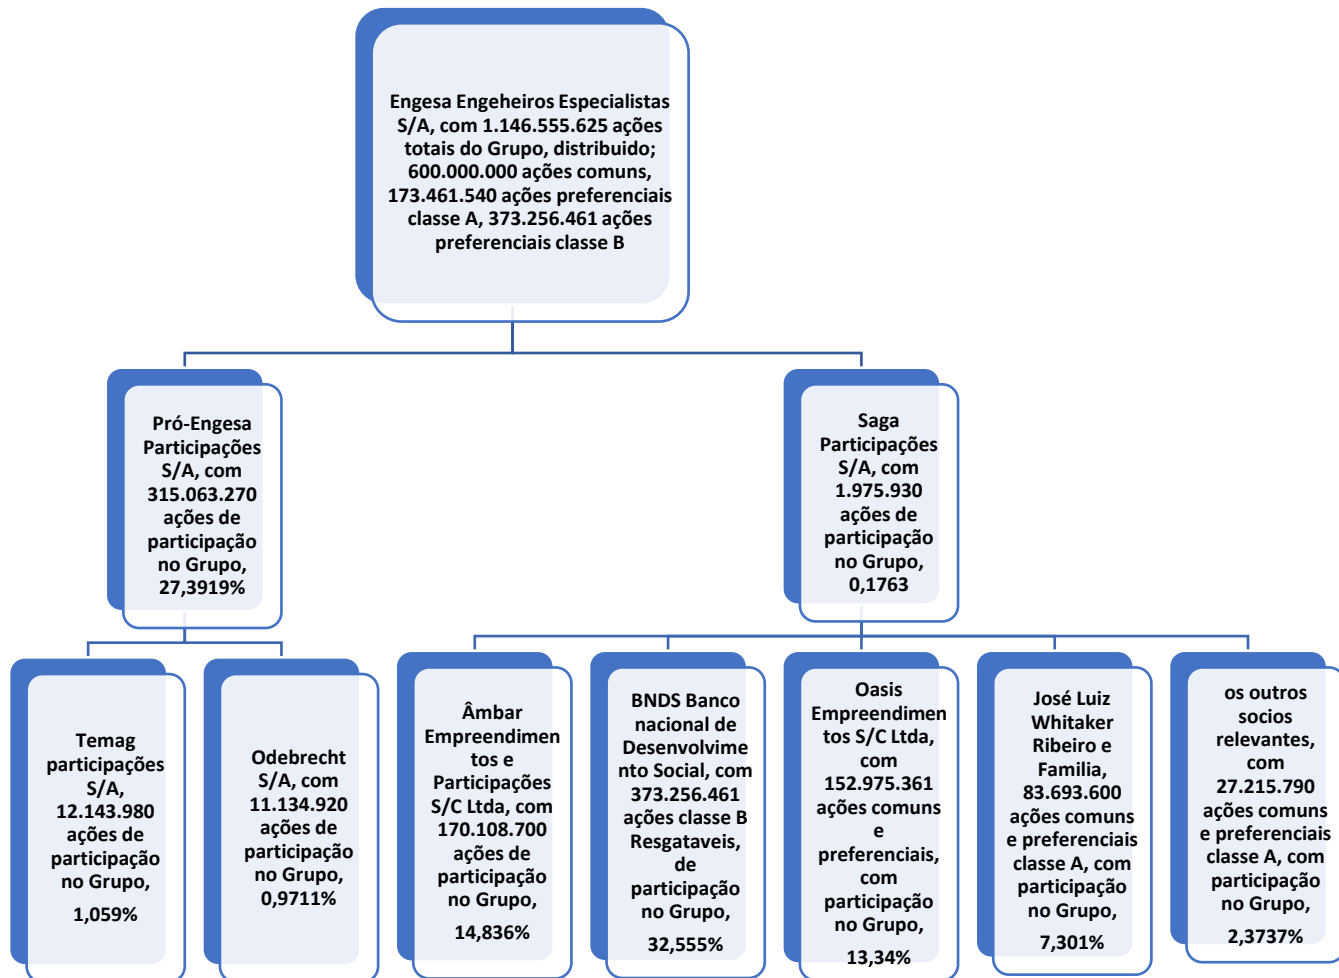 Engesa Engeheiros Especialistas
S/A, com 1.146.555.625 ações
totais do Grupo, distribuido;
600.000.000 ações comuns,
173.461.540 ações preferenciais
classe A, 373.256.461 ações
preferenciais classe B
Pró-Engesa
Participações
S/A, com
315.063.270
ações de
participação
no Grupo,
27,3919%
Saga
Participações
S/A, com
1.975.930
ações de
participação
no Grupo,
0,1763
Temag
participações
S/A,
12.143.980
ações de
participação
no Grupo,
1,059%
Odebrecht
S/A, com
11.134.920
ações de
participação
no Grupo,
0,9711%
Âmbar
Empreendimen
tos e
Participações
S/C Ltda, com
170.108.700
ações de
participação
no Grupo,
14,836%
BNDS Banco
nacional de
Desenvolvime
nto Social, com
373.256.461
ações classe B
Resgataveis,
de
participação
no Grupo,
32,555%
Oasis
Empreendimen
tos S/C Ltda,
com
152.975.361
ações comuns
e
preferenciais,
com
participação
no Grupo,
13,34%
José Luiz
Whitaker
Ribeiro e
Familia,
83.693.600
ações comuns
e preferenciais
classe A, com
participação
no Grupo,
7,301%
os outros
socios
relevantes,
com
27.215.790
ações comuns
e preferenciais
classe A, com
participação
no Grupo,
2,3737%